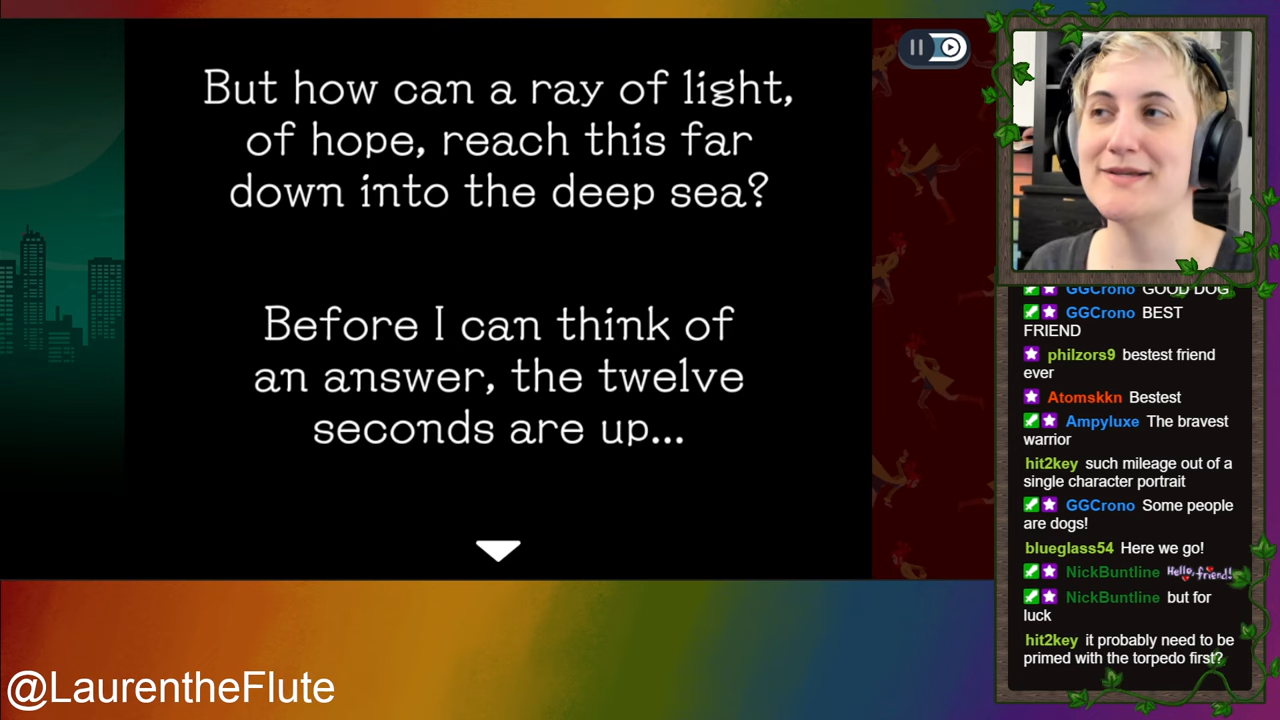 But how can a ray of light,
of hope, reach this far
down into the deep sea?
Before I can think of
an answer, the twelve
seconds are up...
GGCrono GOOD DOG
GGCrono BEST
FRIEND
philzors9 bestest friend
ever
Atomskkn Bestest
Ampyluxe The bravest
warrior
hit2key such mileage out of a
single character portrait
GGCrono Some people
are dogs!
blueglass54 Here we go!
NickBuntline Hello, friend!
NickBuntline but for
luck
hit2key it probably need to be
primed with the torpedo first?
@LaurentheFlute